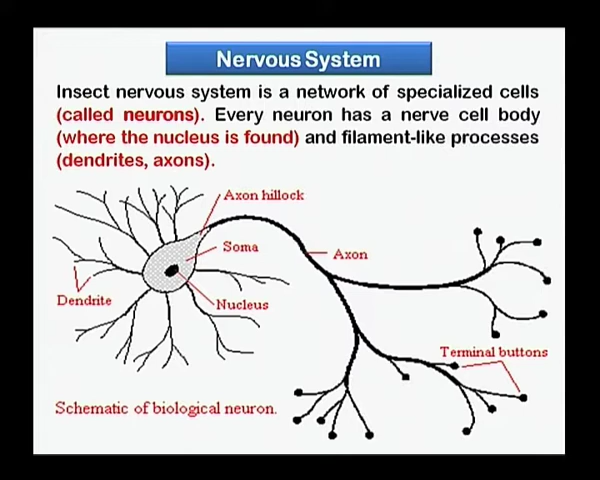 Nervous System
Insect nervous system is a network of specialized cells
(called neurons). Every neuron has a nerve cell body
(where the nucleus is found) and filament-like processes
(dendrites, axons).
Axon hillock
Soma
Axon
Dendrite
Nucleus
Terminal buttons
Schematic of biological neuron.